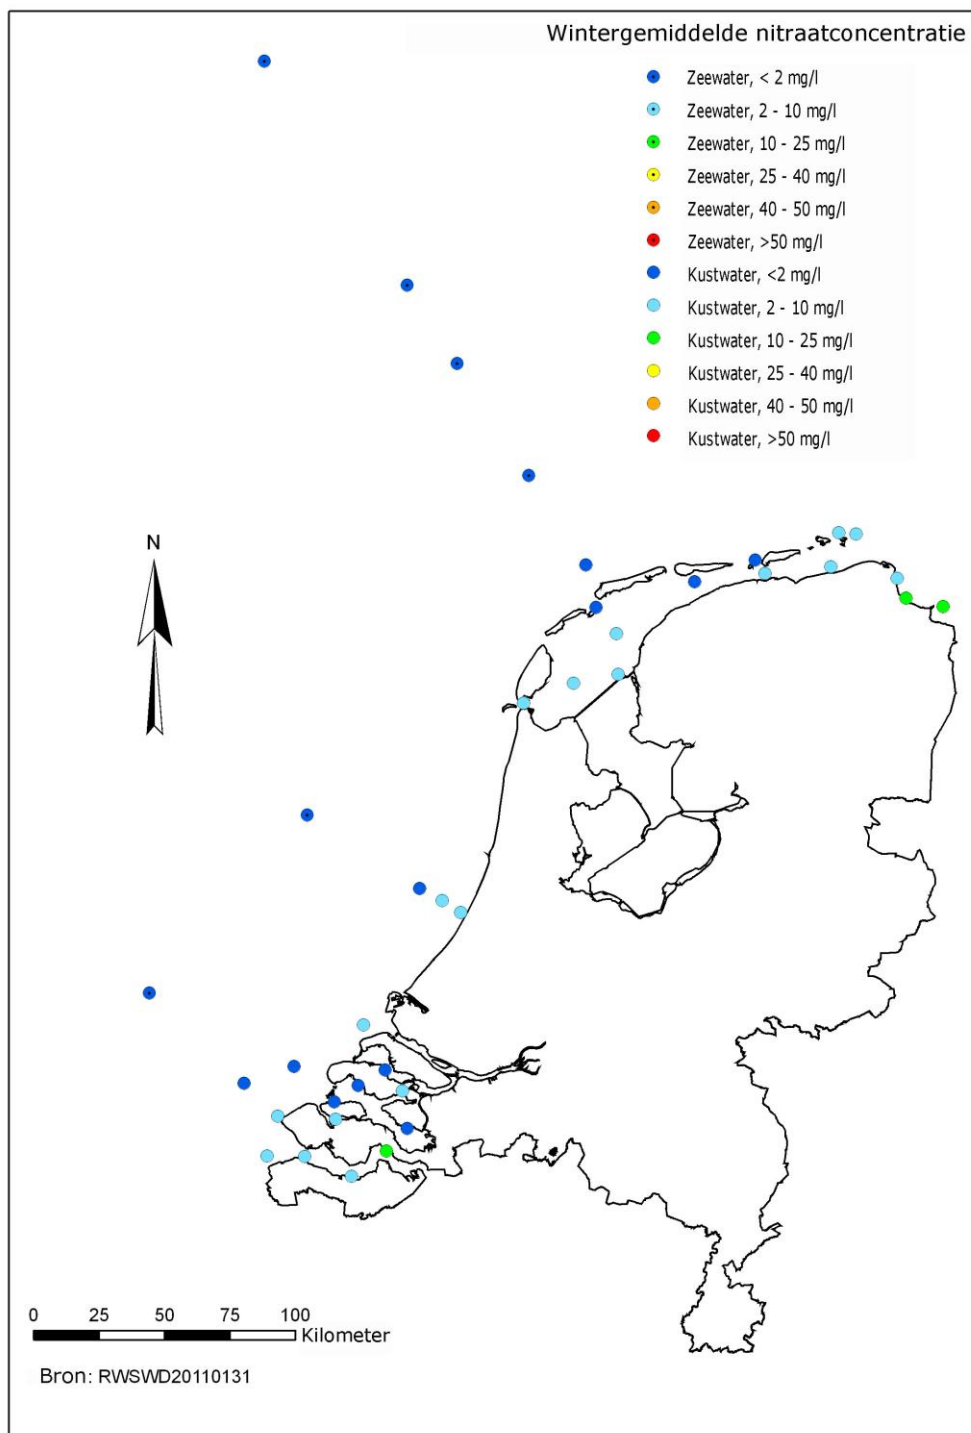 Wintergemiddelde nitraatconcentratie
Zeewater, < 2 mg/l
Zeewater, 2 - 10 mg/l
Zeewater, 10 - 25 mg/l
Zeewater, 25 - 40 mg/l
Zeewater, 40 - 50 mg/l
Zeewater, >50 mg/l
Kustwater, <2 mg/l
Kustwater, 2 - 10 mg/l
Kustwater, 10 - 25 mg/l
Kustwater, 25 - 40 mg/l
Kustwater, 40 - 50 mg/l
Kustwater, >50 mg/l
N
0 25 50 75 100
Kilometer
Bron: RWSWD20110131